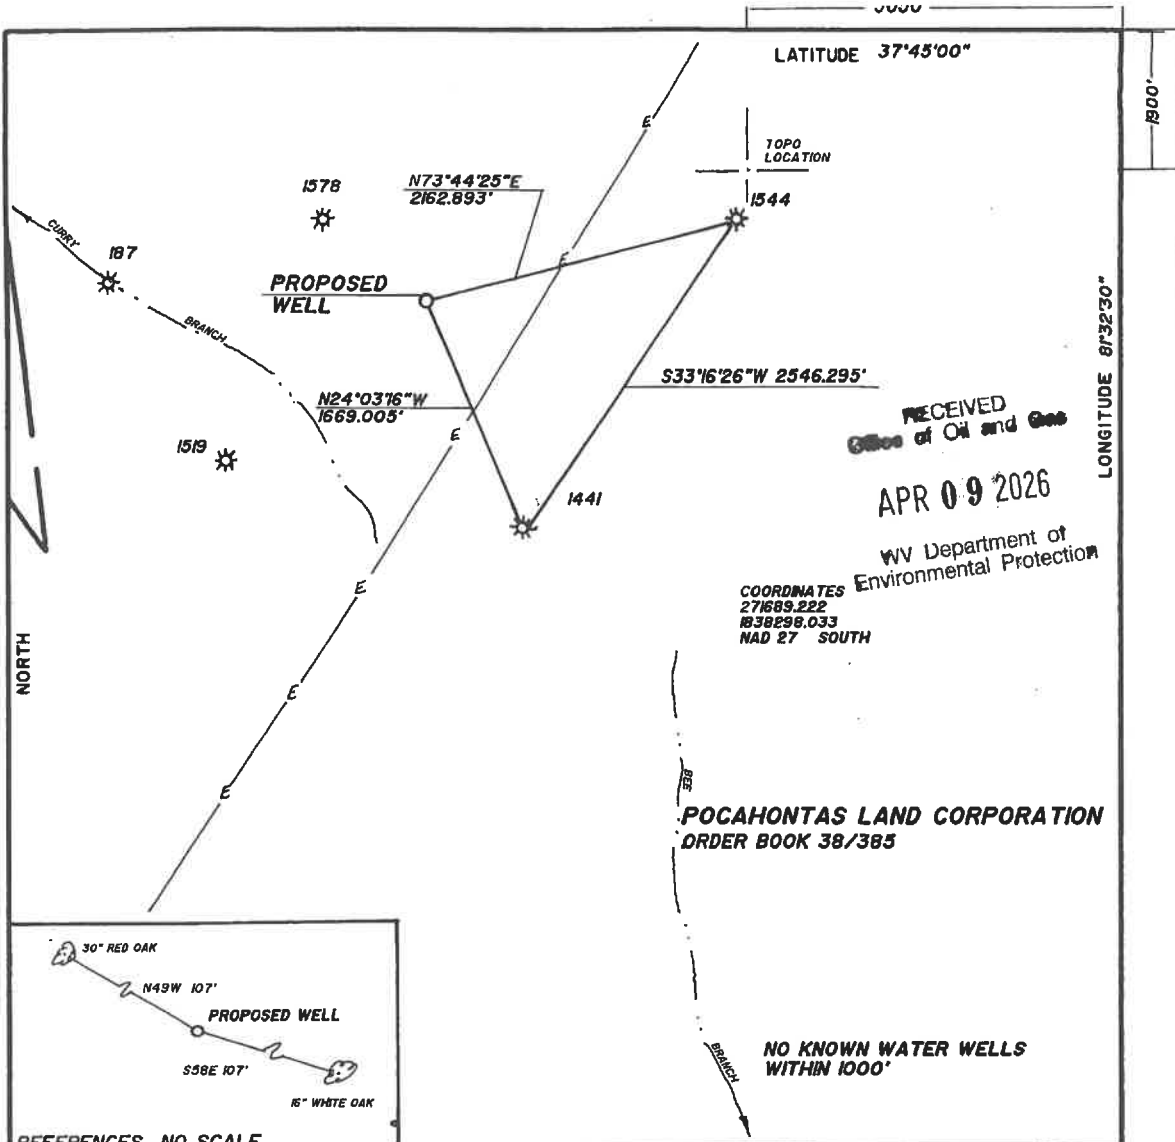 LATITUDE 37°45'00"
1900'
TOPO
LOCATION
1578
N73°44'25"E
2162.893'
1544
CURRY
187
PROPOSED
WELL
BRANCH
LONGITUDE 81°32'30"
S33°16'26"W 2546.295'
N24°03'16"W
1669.005'
RECEIVED
Office of Oil and Gas
1519
E
E
E
1441
APR 09 2026
WV Department of
Environmental Protection
E
COORDINATES
271689.222
1838298.033
NAD 27 SOUTH
NORTH
E
E
BEE
POCAHONTAS LAND CORPORATION
ORDER BOOK 38/385
30" RED OAK
N49W 107'
PROPOSED WELL
S58E 107'
16" WHITE OAK
BRANCH
NO KNOWN WATER WELLS
WITHIN 1000'
REFERENCES NO SCALE